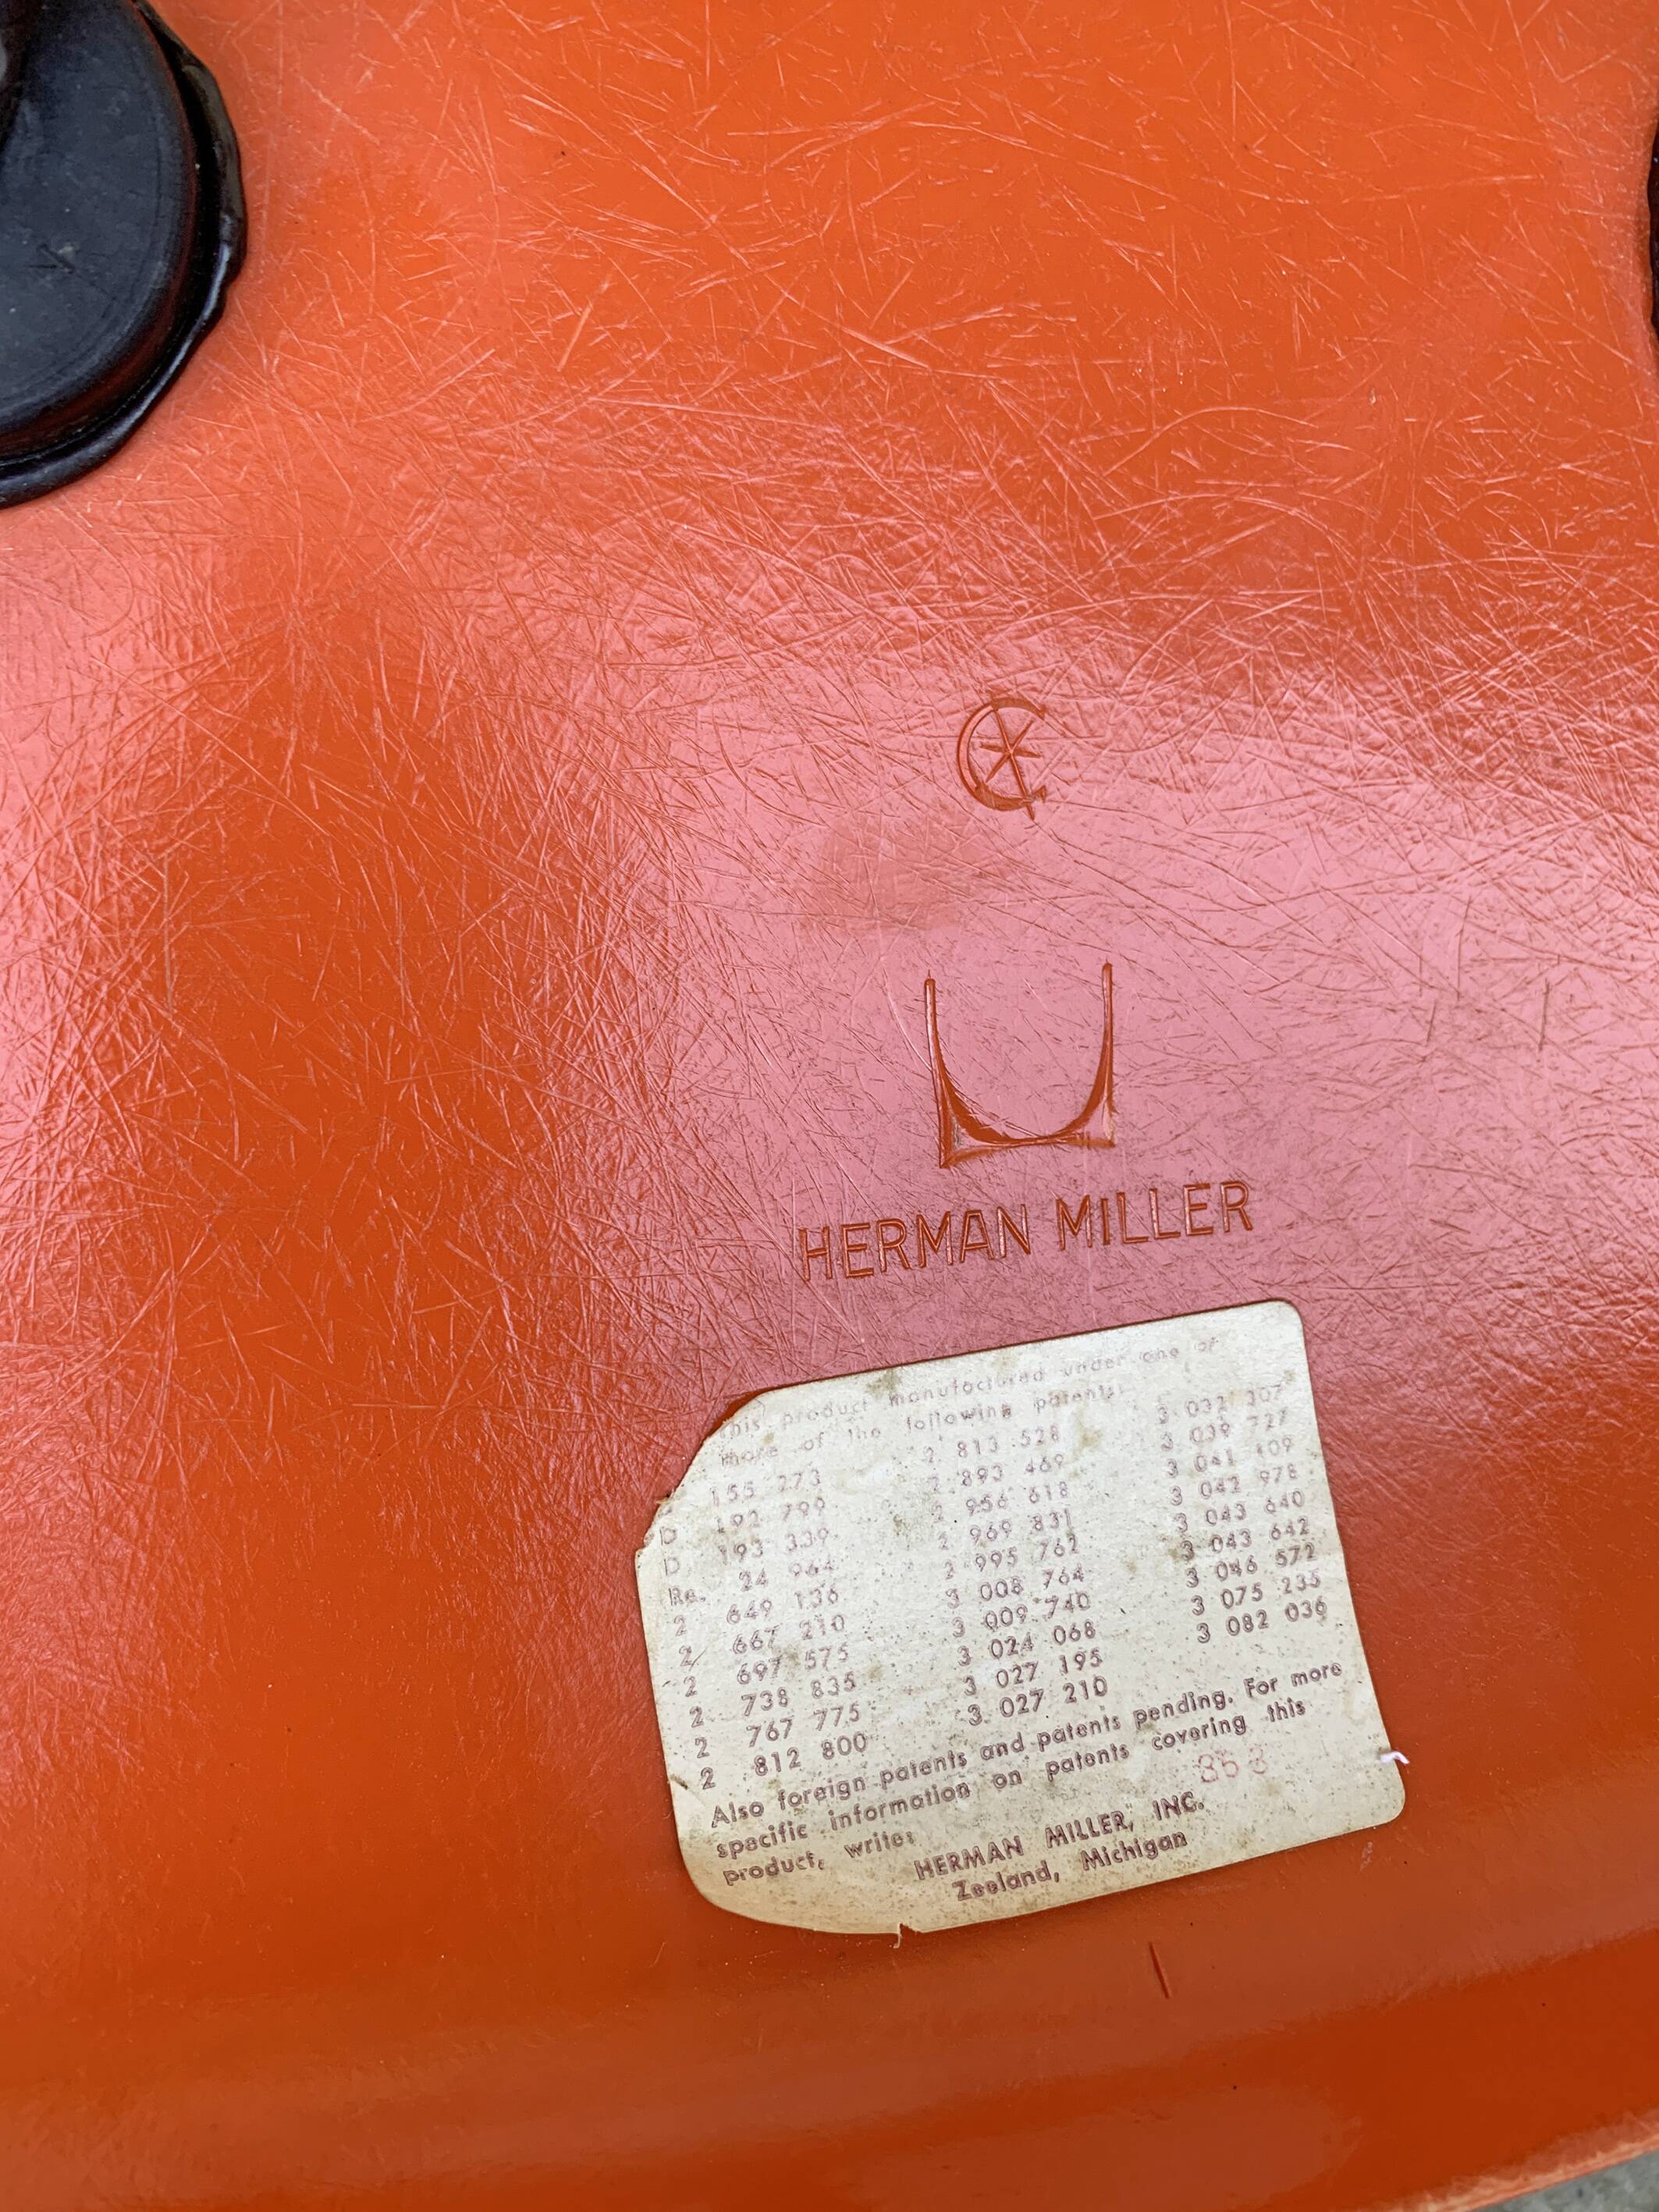 HERMAN MILLER
his product manufactured under one or
more of the following patents:
155 273 2 813 528 3 032 307
D. 192 799 2 893 469 3 039 727
D. 193 339 2 956 618 3 041 109
Re. 24 964 2 969 831 3 042 978
2 649 136 2 995 762 3 043 640
2 667 210 3 008 764 3 043 642
2 697 575 3 009 740 3 046 572
2 738 835 3 024 068 3 075 235
2 767 775 3 027 195 3 082 036
2 812 800 3 027 210
Also foreign patents and patents pending. For more
specific information on patents covering this
product, write:
HERMAN MILLER, INC.
Zeeland, Michigan